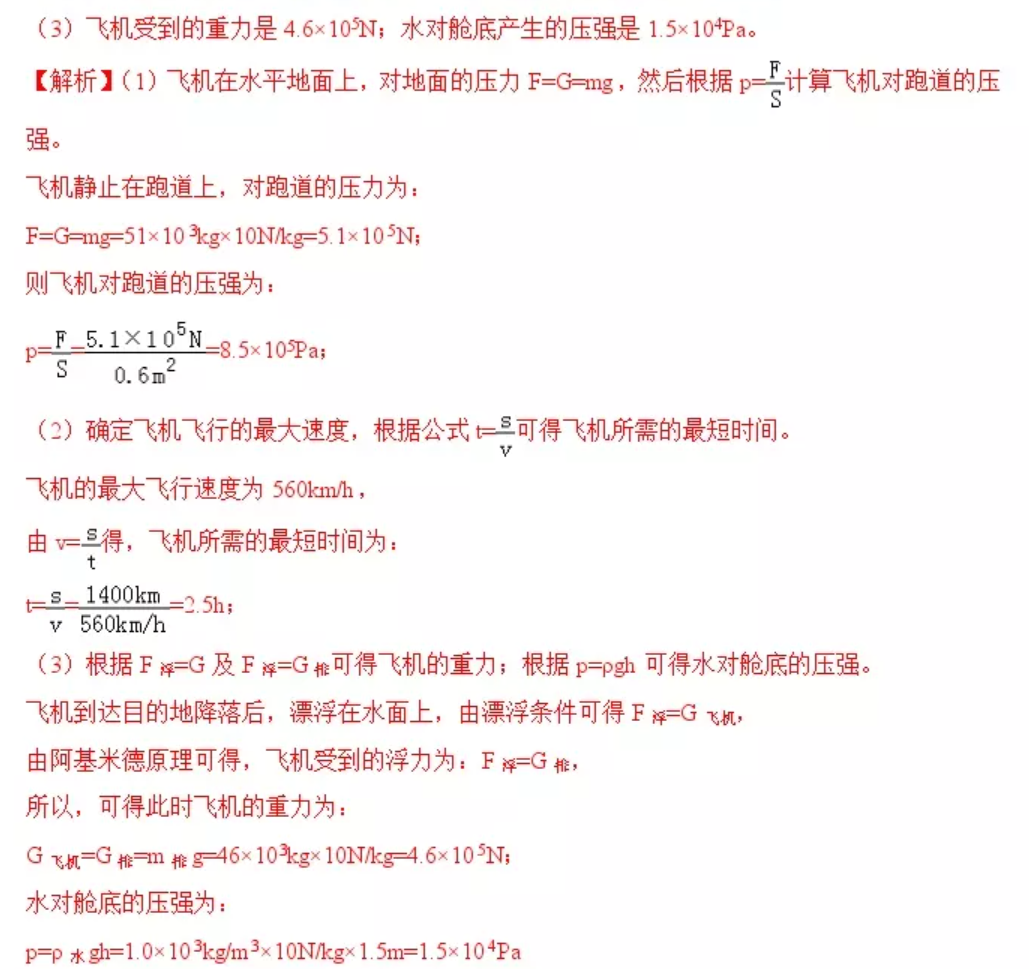 （3）飞机受到的重力是 4.6×10⁵N；水对舱底产生的压强是 1.5×10⁴Pa。
【解析】（1）飞机在水平地面上，对地面的压力 F=G=mg，然后根据 p=F/S计算飞机对跑道的压
强。
飞机静止在跑道上，对跑道的压力为：
F=G=mg=51×10³kg×10N/kg=5.1×10⁵N；
则飞机对跑道的压强为：
p=F/S=5.1×10⁵N/0.6m²=8.5×10⁵Pa；
（2）确定飞机飞行的最大速度，根据公式 t=s/v可得飞机所需的最短时间。
飞机的最大飞行速度为 560km/h，
由 v=s/t得，飞机所需的最短时间为：
t=s/v=1400km/560km/h=2.5h；
（3）根据 F浮=G 及 F浮=G排可得飞机的重力；根据 p=ρgh 可得水对舱底的压强。
飞机到达目的地降落后，漂浮在水面上，由漂浮条件可得 F浮=G飞机，
由阿基米德原理可得，飞机受到的浮力为：F浮=G排，
所以，可得此时飞机的重力为：
G飞机=G排=m排g=46×10³kg×10N/kg=4.6×10⁵N；
水对舱底的压强为：
p=ρ水gh=1.0×10³kg/m³×10N/kg×1.5m=1.5×10⁴Pa